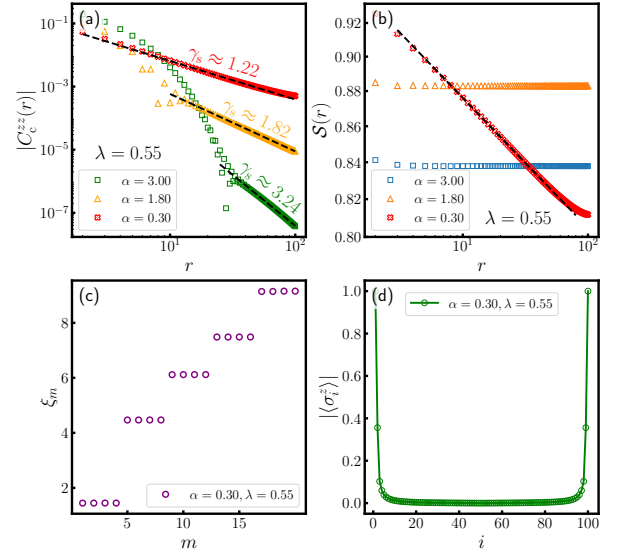 (a)
|C_c^{zz}(r)|
10^{-1}
10^{-3}
10^{-5}
10^{-7}
γ_s ≈ 1.22
γ_s ≈ 1.82
γ_s ≈ 3.24
λ = 0.55
α = 3.00
α = 1.80
α = 0.30
10^1
10^2
r
(b)
S(r)
0.92
0.90
0.88
0.86
0.84
0.82
0.80
α = 3.00
α = 1.80
α = 0.30
λ = 0.55
10^1
10^2
r
(c)
ξ_m
8
6
4
2
α = 0.30, λ = 0.55
5
10
15
m
(d)
|⟨σ_i^z⟩|
1.0
0.8
0.6
0.4
0.2
0.0
α = 0.30, λ = 0.55
0
20
40
60
80
100
i